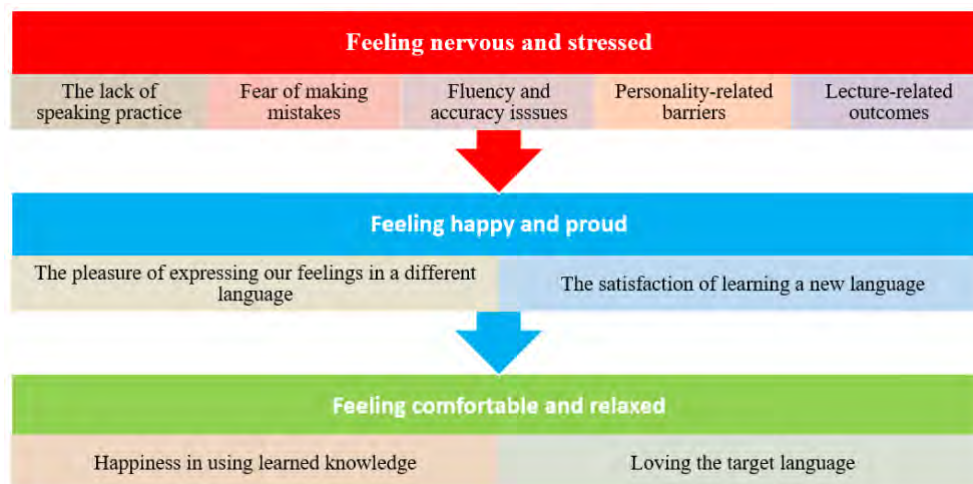 Feeling nervous and stressed
The lack of
speaking practice
Fear of making
mistakes
Fluency and
accuracy isssues
Personality-related
barriers
Lecture-related
outcomes
Feeling happy and proud
The pleasure of expressing our feelings in a different
language
The satisfaction of learning a new language
Feeling comfortable and relaxed
Happiness in using learned knowledge
Loving the target language